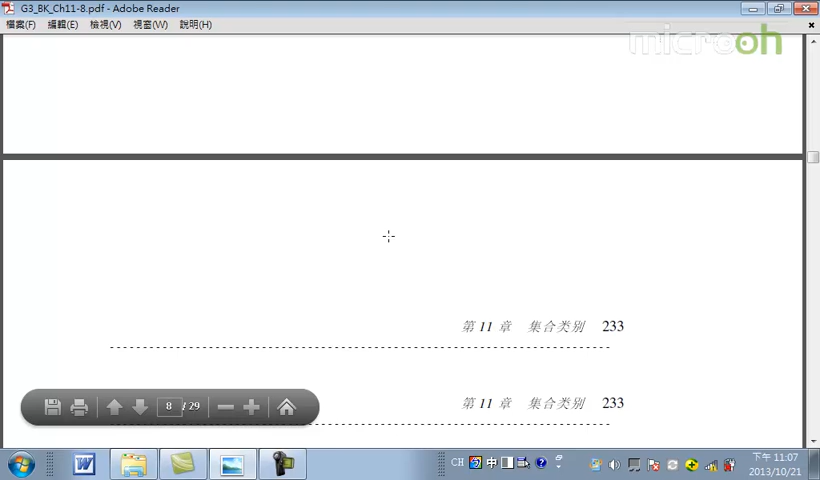 G3_BK_Ch11-8.pdf - Adobe Reader
檔案(F) 編輯(E) 檢視(V) 視窗(W) 說明(H)
microoh
第 11 章 集合类别 233
第 11 章 集合类别 233
8 / 29
CH 中
下午 11:07
2013/10/21